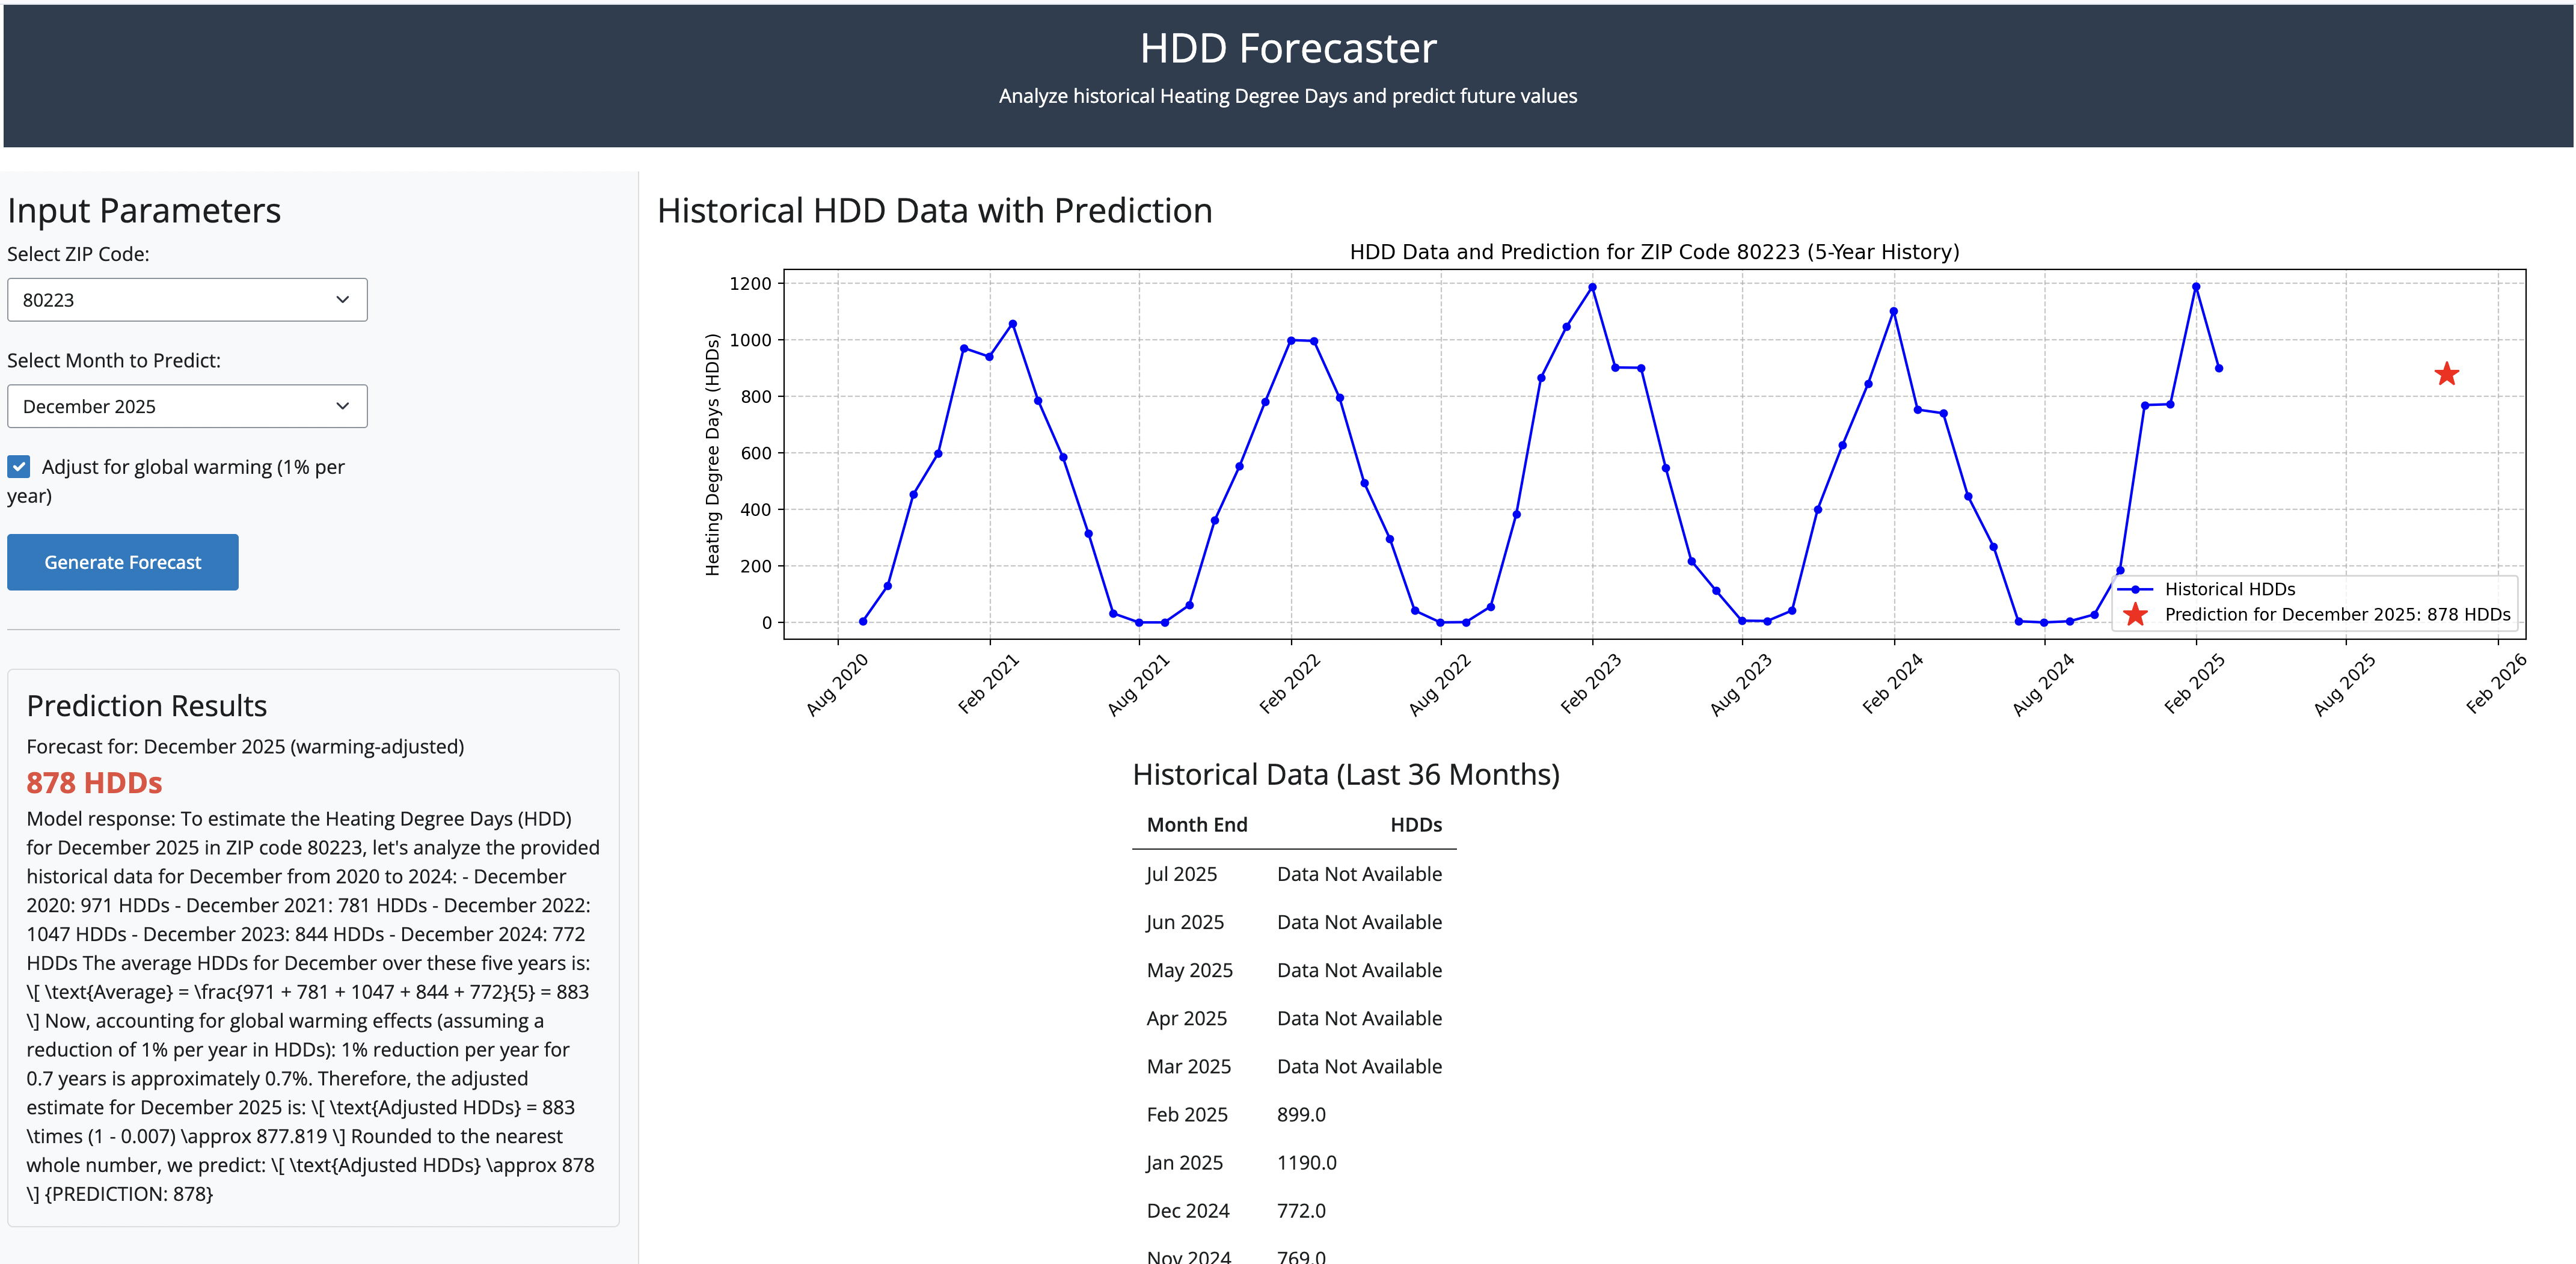 HDD Forecaster
Analyze historical Heating Degree Days and predict future values
Input Parameters
Select ZIP Code:
80223
Select Month to Predict:
December 2025
Adjust for global warming (1% per
year)
Generate Forecast
Prediction Results
Forecast for: December 2025 (warming-adjusted)
878 HDDs
Model response: To estimate the Heating Degree Days (HDD)
for December 2025 in ZIP code 80223, let's analyze the provided
historical data for December from 2020 to 2024: - December
2020: 971 HDDs - December 2021: 781 HDDs - December 2022:
1047 HDDs - December 2023: 844 HDDs - December 2024: 772
HDDs The average HDDs for December over these five years is:
\[ \text{Average} = \frac{971 + 781 + 1047 + 844 + 772}{5} = 883
\] Now, accounting for global warming effects (assuming a
reduction of 1% per year in HDDs): 1% reduction per year for
0.7 years is approximately 0.7%. Therefore, the adjusted
estimate for December 2025 is: \[ \text{Adjusted HDDs} = 883
\times (1 - 0.007) \approx 877.819 \] Rounded to the nearest
whole number, we predict: \[ \text{Adjusted HDDs} \approx 878
\] {PREDICTION: 878}
Historical HDD Data with Prediction
HDD Data and Prediction for ZIP Code 80223 (5-Year History)
Heating Degree Days (HDDs)
1200
1000
800
600
400
200
0
Historical HDDs
Prediction for December 2025: 878 HDDs
Aug 2020
Feb 2021
Aug 2021
Feb 2022
Aug 2022
Feb 2023
Aug 2023
Feb 2024
Aug 2024
Feb 2025
Aug 2025
Feb 2026
Historical Data (Last 36 Months)
Month End HDDs
Jul 2025 Data Not Available
Jun 2025 Data Not Available
May 2025 Data Not Available
Apr 2025 Data Not Available
Mar 2025 Data Not Available
Feb 2025 899.0
Jan 2025 1190.0
Dec 2024 772.0
Nov 2024 769.0